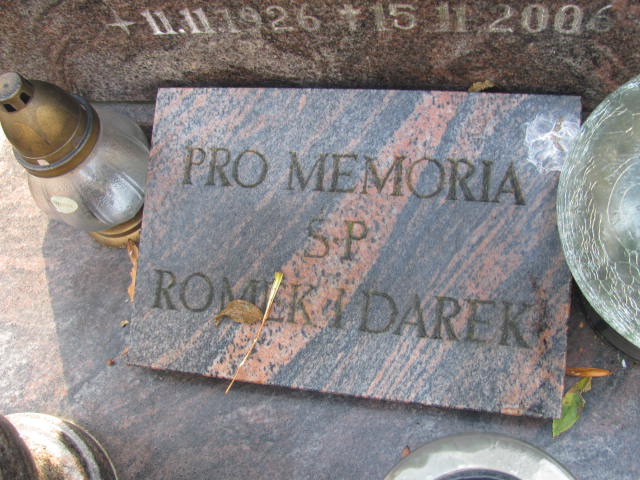 + 11.11.1926 + 15.11.2006
PRO MEMORIA
S.P
ROMEK I DAREK